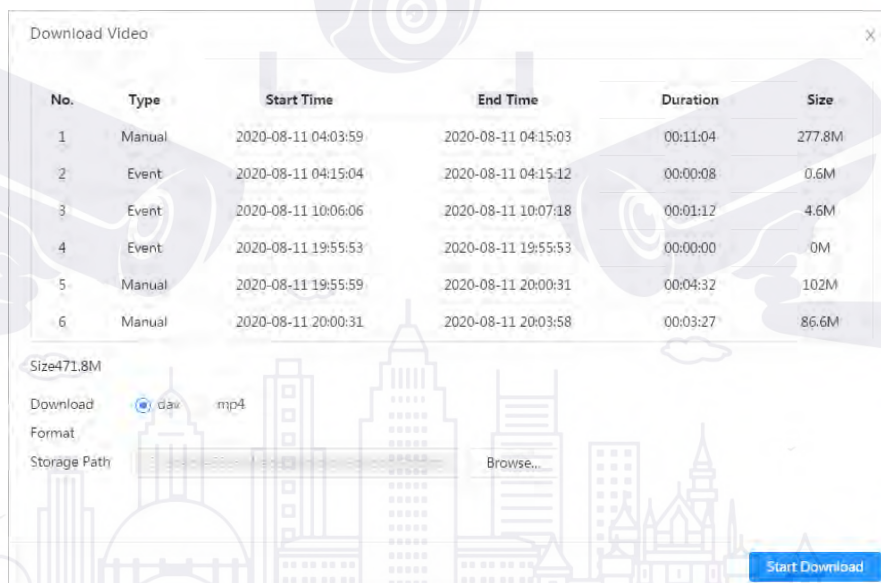 Download Video
No. Type Start Time End Time Duration Size
1 Manual 2020-08-11 04:03:59 2020-08-11 04:15:03 00:11:04 277.8M
2 Event 2020-08-11 04:15:04 2020-08-11 04:15:12 00:00:08 0.6M
3 Event 2020-08-11 10:06:06 2020-08-11 10:07:18 00:01:12 4.6M
4 Event 2020-08-11 19:55:53 2020-08-11 19:55:53 00:00:00 0M
5 Manual 2020-08-11 19:55:59 2020-08-11 20:00:31 00:04:32 102M
6 Manual 2020-08-11 20:00:31 2020-08-11 20:03:58 00:03:27 86.6M
Size471.8M
Download dav mp4
Format
Storage Path Browse...
Start Download